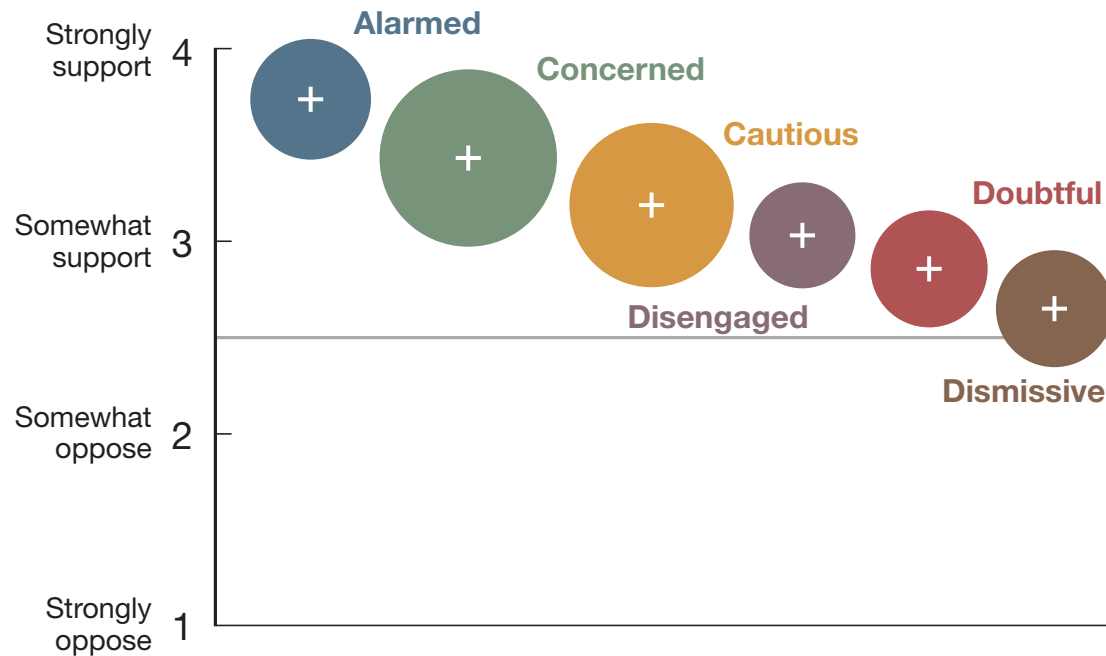 Strongly
support
4
Alarmed
Concerned
Cautious
Doubtful
Somewhat
support
3
Disengaged
Dismissive
Somewhat
oppose
2
Strongly
oppose
1